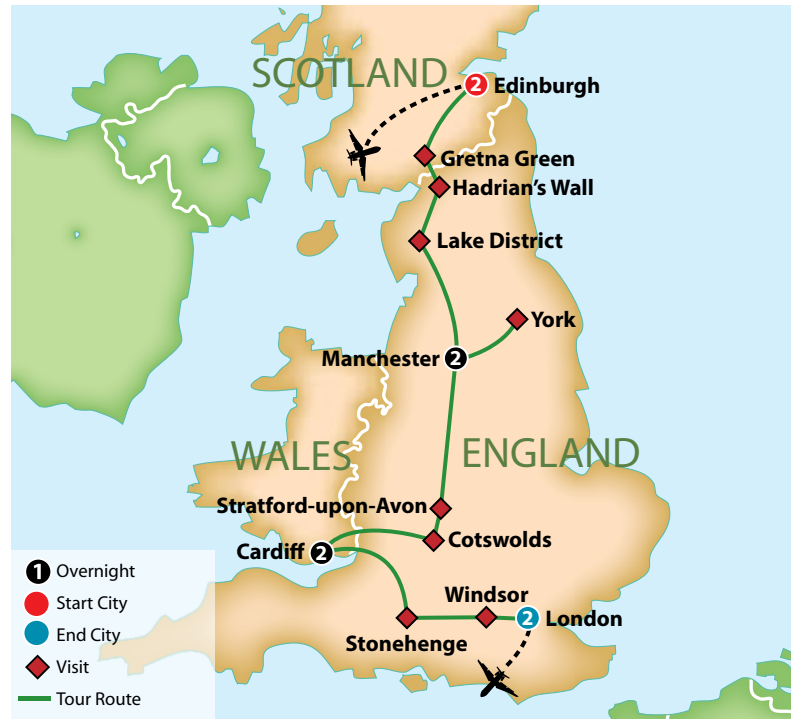 SCOTLAND
2 Edinburgh
Gretna Green
Hadrian's Wall
Lake District
York
Manchester 2
WALES
ENGLAND
Stratford-upon-Avon
Cotswolds
Cardiff 2
Windsor
2 London
Stonehenge
1 Overnight
Start City
End City
Visit
Tour Route